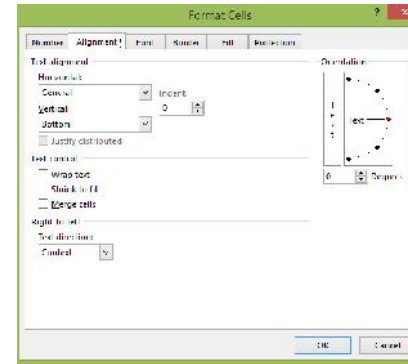 Format Cells ?
Number Alignment Font Border Fill Protection
Text alignment
Horizontal:
General
Indent:
Vertical:
0
Bottom
Justify distributed
Text control
Wrap text
Shrink to fit
Merge cells
Right-to-left
Text direction:
Context
Orientation
Text
Text
0 Degrees
OK Cancel